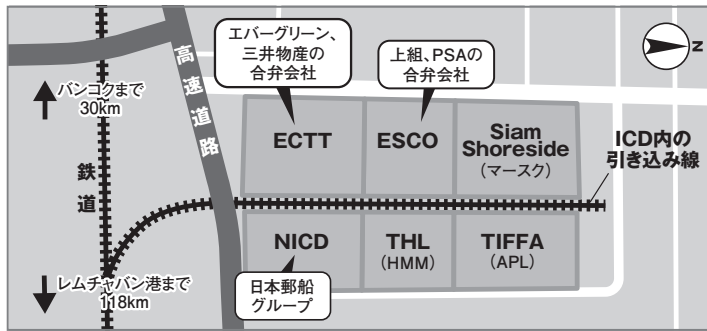 エバーグリーン、
三井物産の
合弁会社
上組、PSAの
合弁会社
N
高速道路
バンコクまで
30km
鉄道
レムチャバン港まで
118km
ECTT
ESCO
Siam
Shoreside
(マースク)
ICD内の
引き込み線
NICD
THL
(HMM)
TIFFA
(APL)
日本郵船
グループ